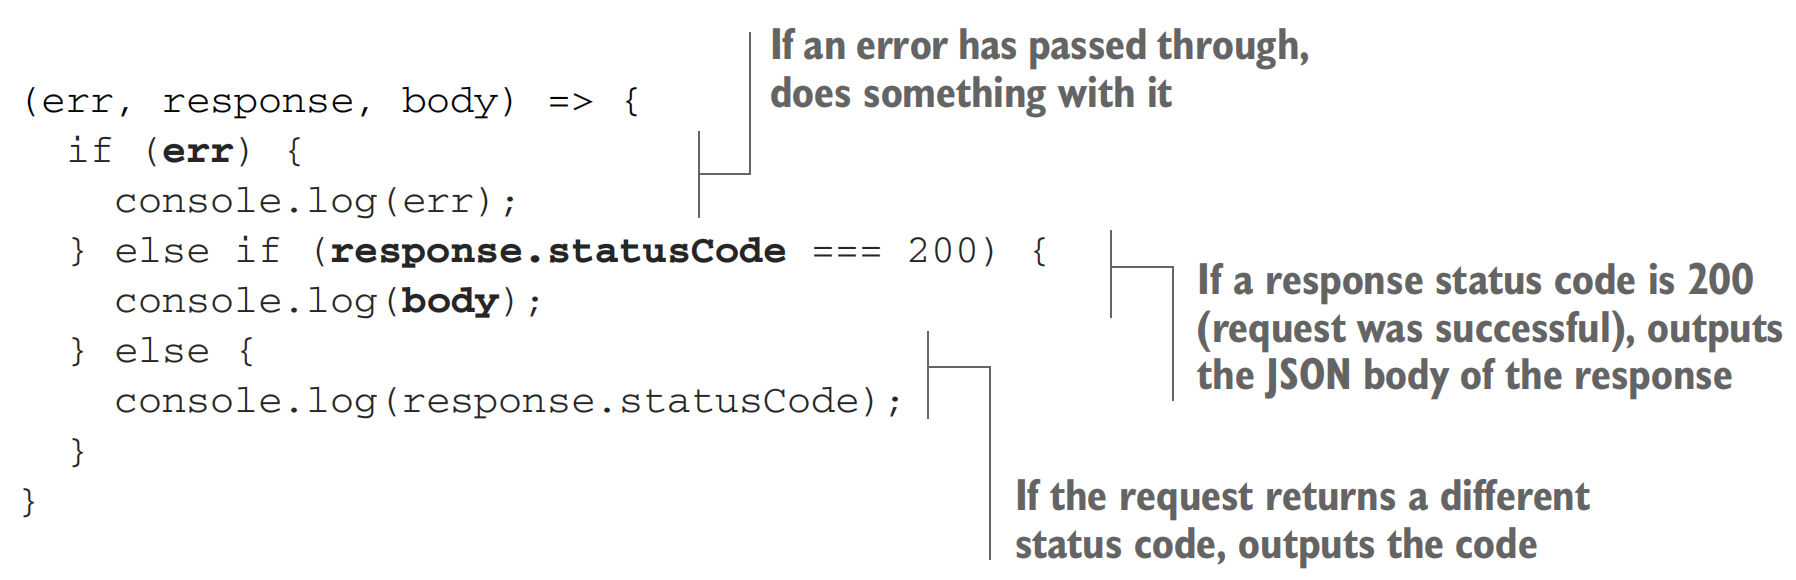 (err, response, body) => {
  if (err) {
    console.log(err);
  } else if (response.statusCode === 200) {
    console.log(body);
  } else {
    console.log(response.statusCode);
  }
}
If an error has passed through,
does something with it
If a response status code is 200
(request was successful), outputs
the JSON body of the response
If the request returns a different
status code, outputs the code